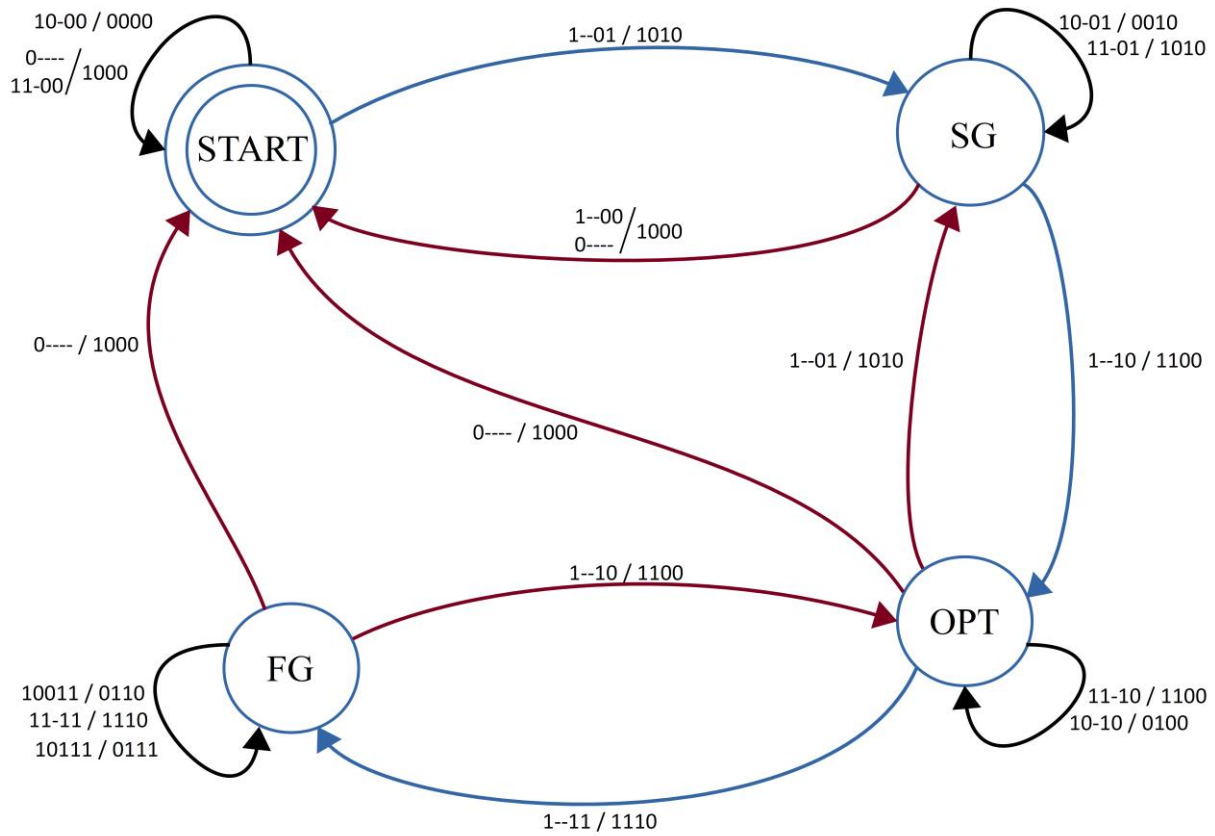 10-00 / 0000
0----
11-00/1000
START
1--01 / 1010
10-01 / 0010
11-01 / 1010
SG
1--00
0----/1000
0---- / 1000
1--01 / 1010
1--10 / 1100
0---- / 1000
1--10 / 1100
OPT
FG
10011 / 0110
11-11 / 1110
10111 / 0111
11-10 / 1100
10-10 / 0100
1--11 / 1110